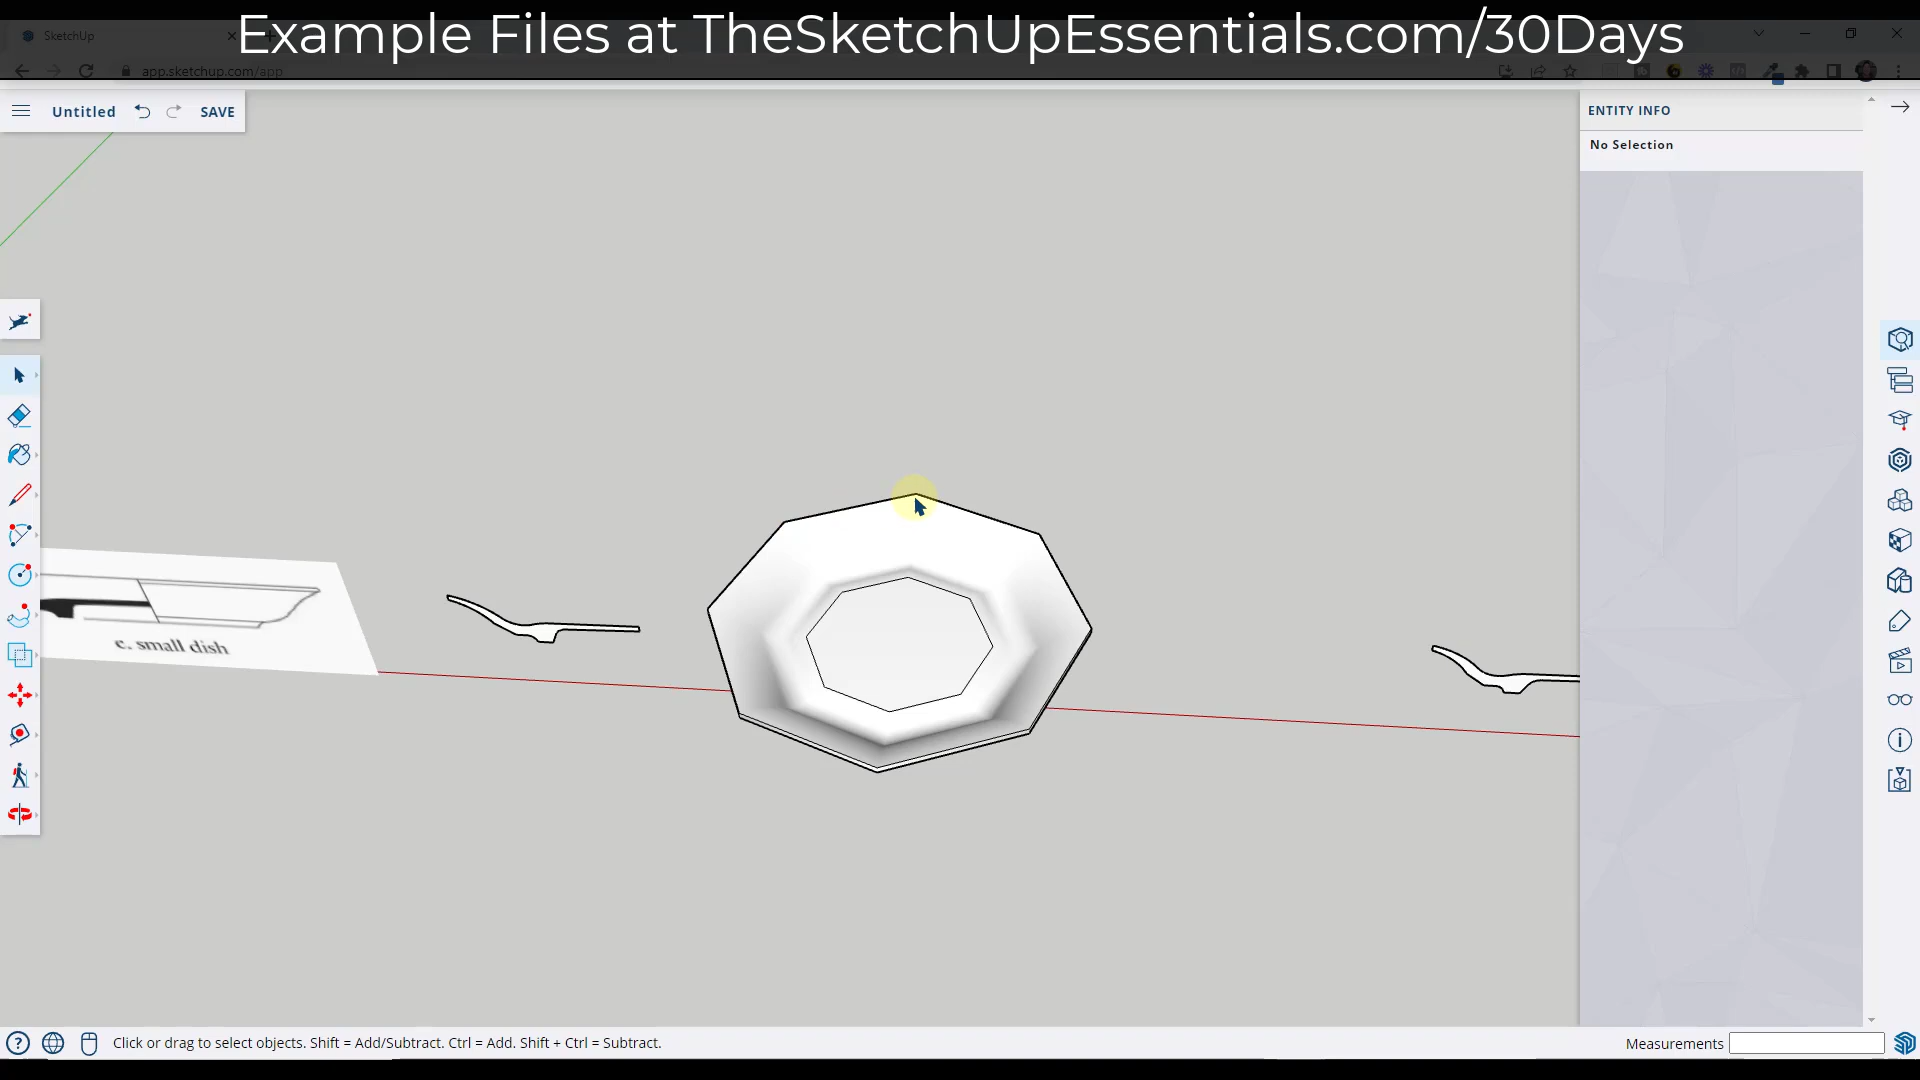 Example Files at TheSketchUpEssentials.com/30Days
SketchUp
app.sketchup.com/app
Untitled
SAVE
ENTITY INFO
No Selection
e. small dish
Click or drag to select objects. Shift = Add/Subtract. Ctrl = Add. Shift + Ctrl = Subtract.
Measurements